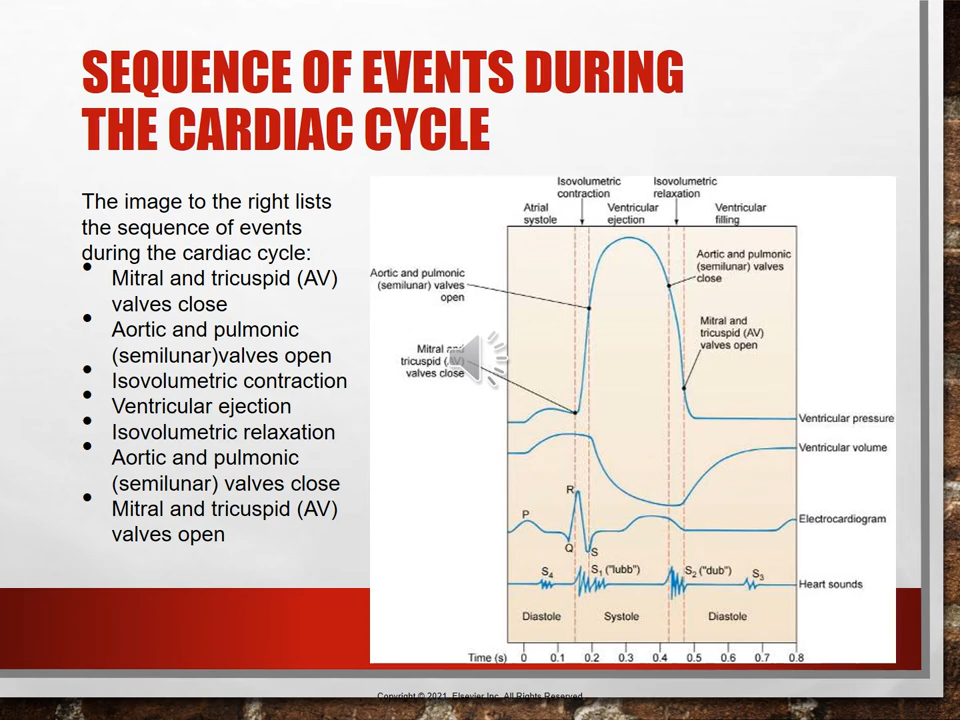 SEQUENCE OF EVENTS DURING
THE CARDIAC CYCLE
The image to the right lists
the sequence of events
during the cardiac cycle:
• Mitral and tricuspid (AV)
valves close
• Aortic and pulmonic
(semilunar)valves open
• Isovolumetric contraction
• Ventricular ejection
• Isovolumetric relaxation
• Aortic and pulmonic
(semilunar) valves close
• Mitral and tricuspid (AV)
valves open
Isovolumetric
contraction
Isovolumetric
relaxation
Atrial
systole
Ventricular
ejection
Ventricular
filling
Aortic and pulmonic
(semilunar) valves
open
Aortic and pulmonic
(semilunar) valves
close
Mitral and
tricuspid (AV)
valves close
Mitral and
tricuspid (AV)
valves open
Ventricular pressure
Ventricular volume
P
R
Q
S
Electrocardiogram
S4
S1 ("lubb")
S2 ("dub")
S3
Heart sounds
Diastole
Systole
Diastole
Time (s) 0 0.1 0.2 0.3 0.4 0.5 0.6 0.7 0.8
Copyright © 2021, Elsevier Inc. All Rights Reserved.